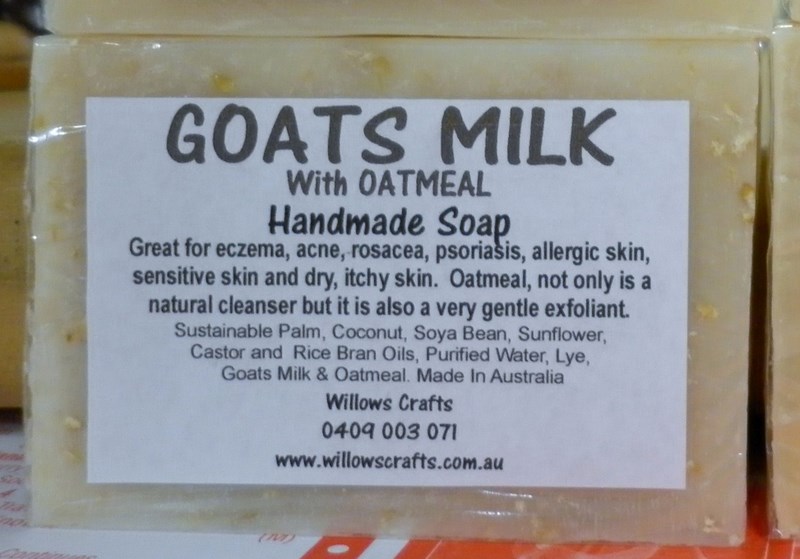 GOATS MILK
With OATMEAL
Handmade Soap
Great for eczema, acne, rosacea, psoriasis, allergic skin,
sensitive skin and dry, itchy skin. Oatmeal, not only is a
natural cleanser but it is also a very gentle exfoliant.
Sustainable Palm, Coconut, Soya Bean, Sunflower,
Castor and Rice Bran Oils, Purified Water, Lye,
Goats Milk & Oatmeal. Made In Australia
Willows Crafts
0409 003 071
www.willowscrafts.com.au